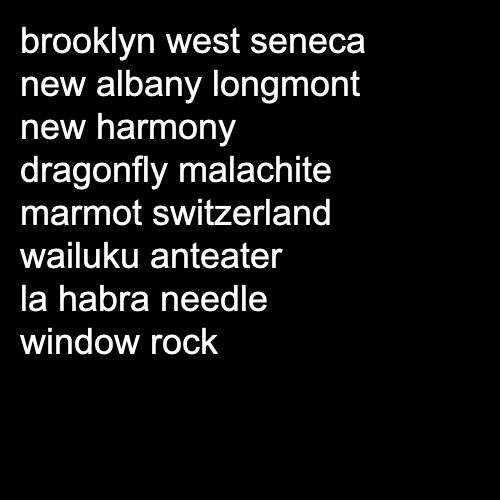 brooklyn west seneca
new albany longmont
new harmony
dragonfly malachite
marmot switzerland
wailuku anteater
la habra needle
window rock